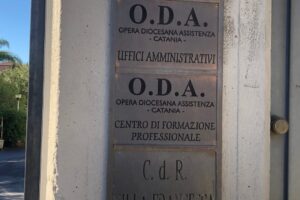 O.D.A.
OPERA DIOCESANA ASSISTENZA
- CATANIA -
UFFICI AMMINISTRATIVI
O.D.A.
OPERA DIOCESANA ASSISTENZA
- CATANIA -
CENTRO DI FORMAZIONE
PROFESSIONALE
C. d R.